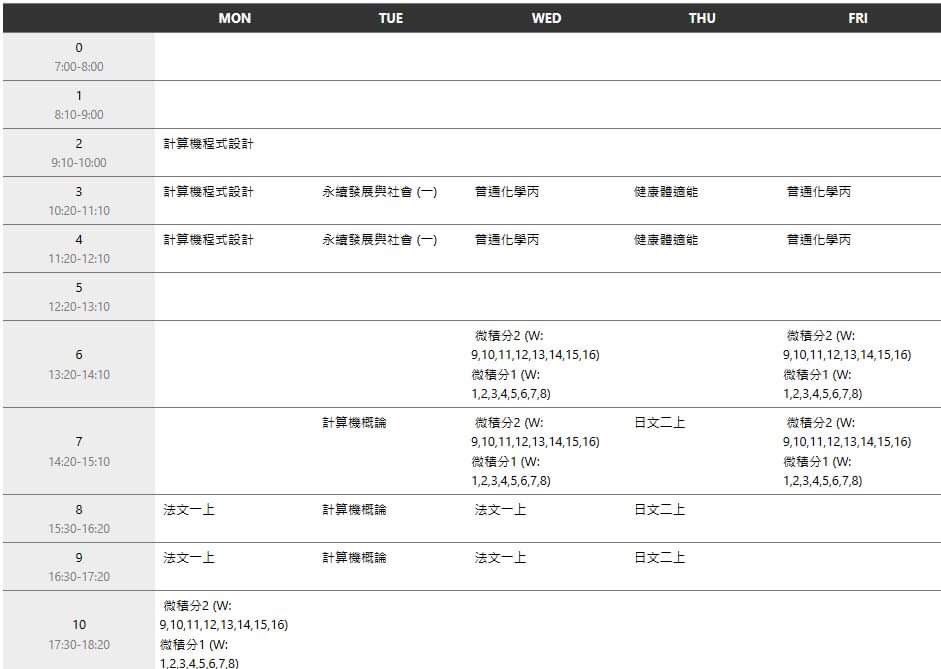 MON TUE WED THU FRI
0
7:00-8:00
1
8:10-9:00
2
9:10-10:00
計算機程式設計
3
10:20-11:10
計算機程式設計 永續發展與社會 (一) 普通化學丙 健康體適能 普通化學丙
4
11:20-12:10
計算機程式設計 永續發展與社會 (一) 普通化學丙 健康體適能 普通化學丙
5
12:20-13:10
6
13:20-14:10
微積分2 (W:
9,10,11,12,13,14,15,16)
微積分1 (W:
1,2,3,4,5,6,7,8)
微積分2 (W:
9,10,11,12,13,14,15,16)
微積分1 (W:
1,2,3,4,5,6,7,8)
7
14:20-15:10
計算機概論
微積分2 (W:
9,10,11,12,13,14,15,16)
微積分1 (W:
1,2,3,4,5,6,7,8)
日文二上
微積分2 (W:
9,10,11,12,13,14,15,16)
微積分1 (W:
1,2,3,4,5,6,7,8)
8
15:30-16:20
法文一上 計算機概論 法文一上 日文二上
9
16:30-17:20
法文一上 計算機概論 法文一上 日文二上
10
17:30-18:20
微積分2 (W:
9,10,11,12,13,14,15,16)
微積分1 (W:
1,2,3,4,5,6,7,8)